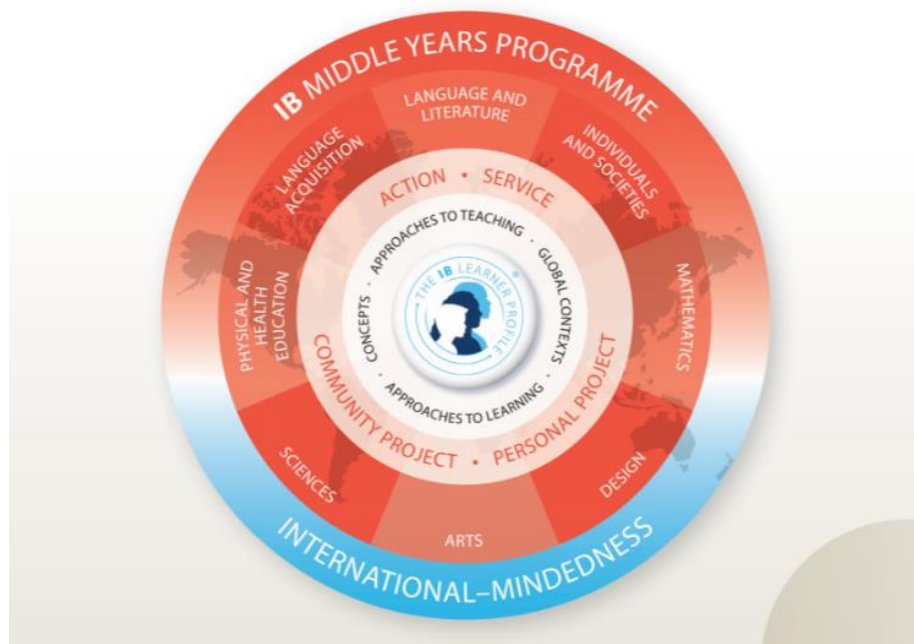 IB MIDDLE YEARS PROGRAMME
LANGUAGE AND
LITERATURE
INDIVIDUALS
AND SOCIETIES
MATHEMATICS
DESIGN
ARTS
SCIENCES
PHYSICAL AND
HEALTH
EDUCATION
LANGUAGE
ACQUISITION
ACTION • SERVICE
PERSONAL PROJECT •
COMMUNITY PROJECT
APPROACHES TO TEACHING ·
GLOBAL CONTEXTS ·
APPROACHES TO LEARNING ·
CONCEPTS ·
THE IB LEARNER PROFILE ®
INTERNATIONAL–MINDEDNESS